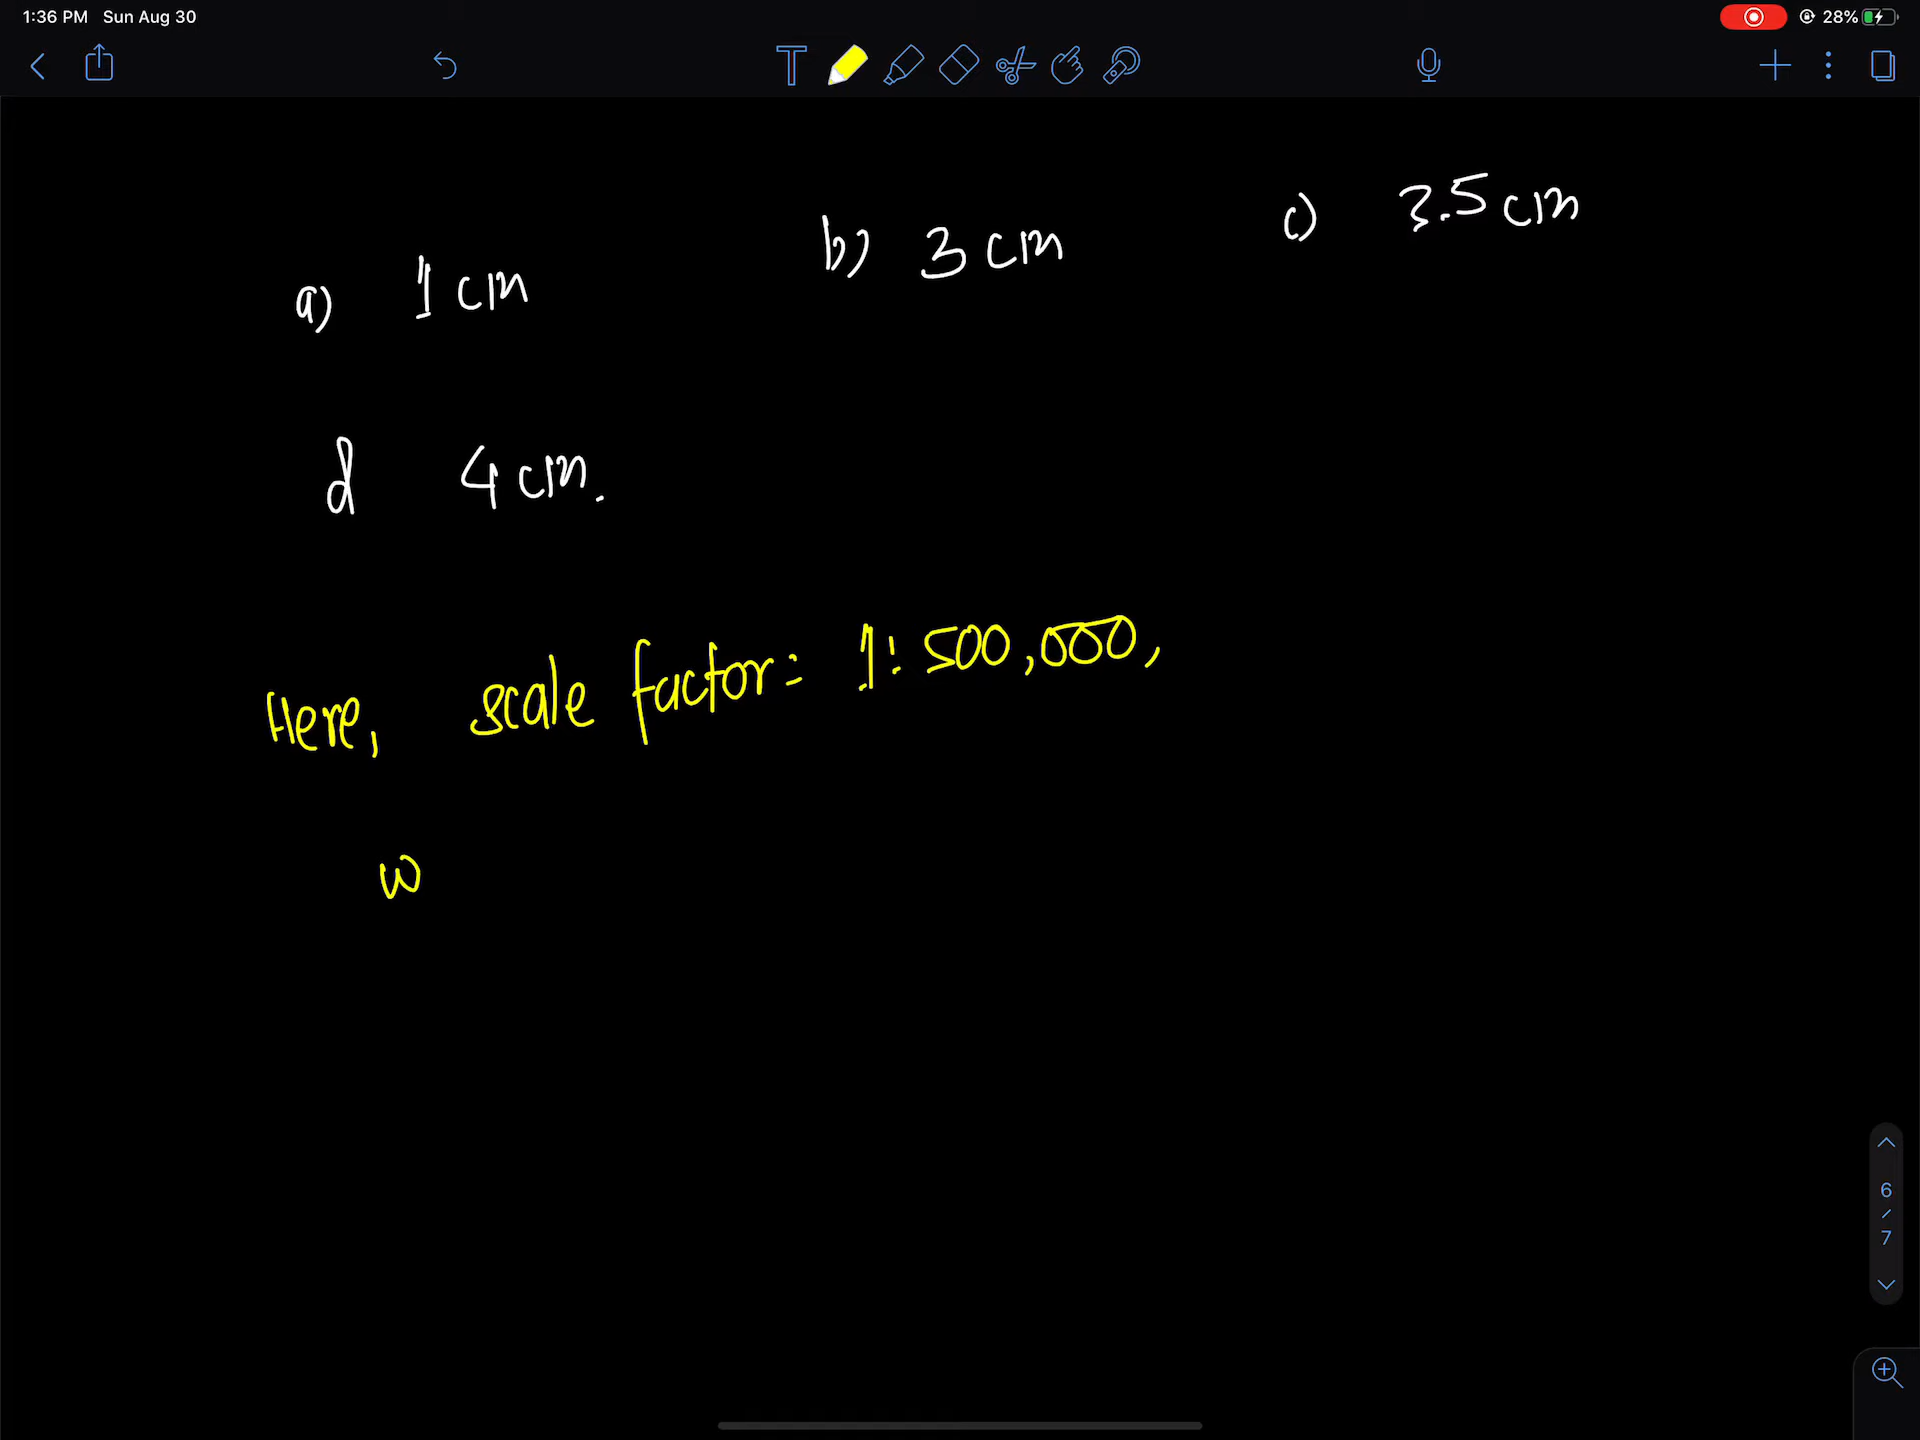 1:36 PM Sun Aug 30
28%
a) 1 cm
b) 3 cm
c) 3.5 cm
d 4 cm.
Here, scale factor = 1: 500,000,
w
6
/
7